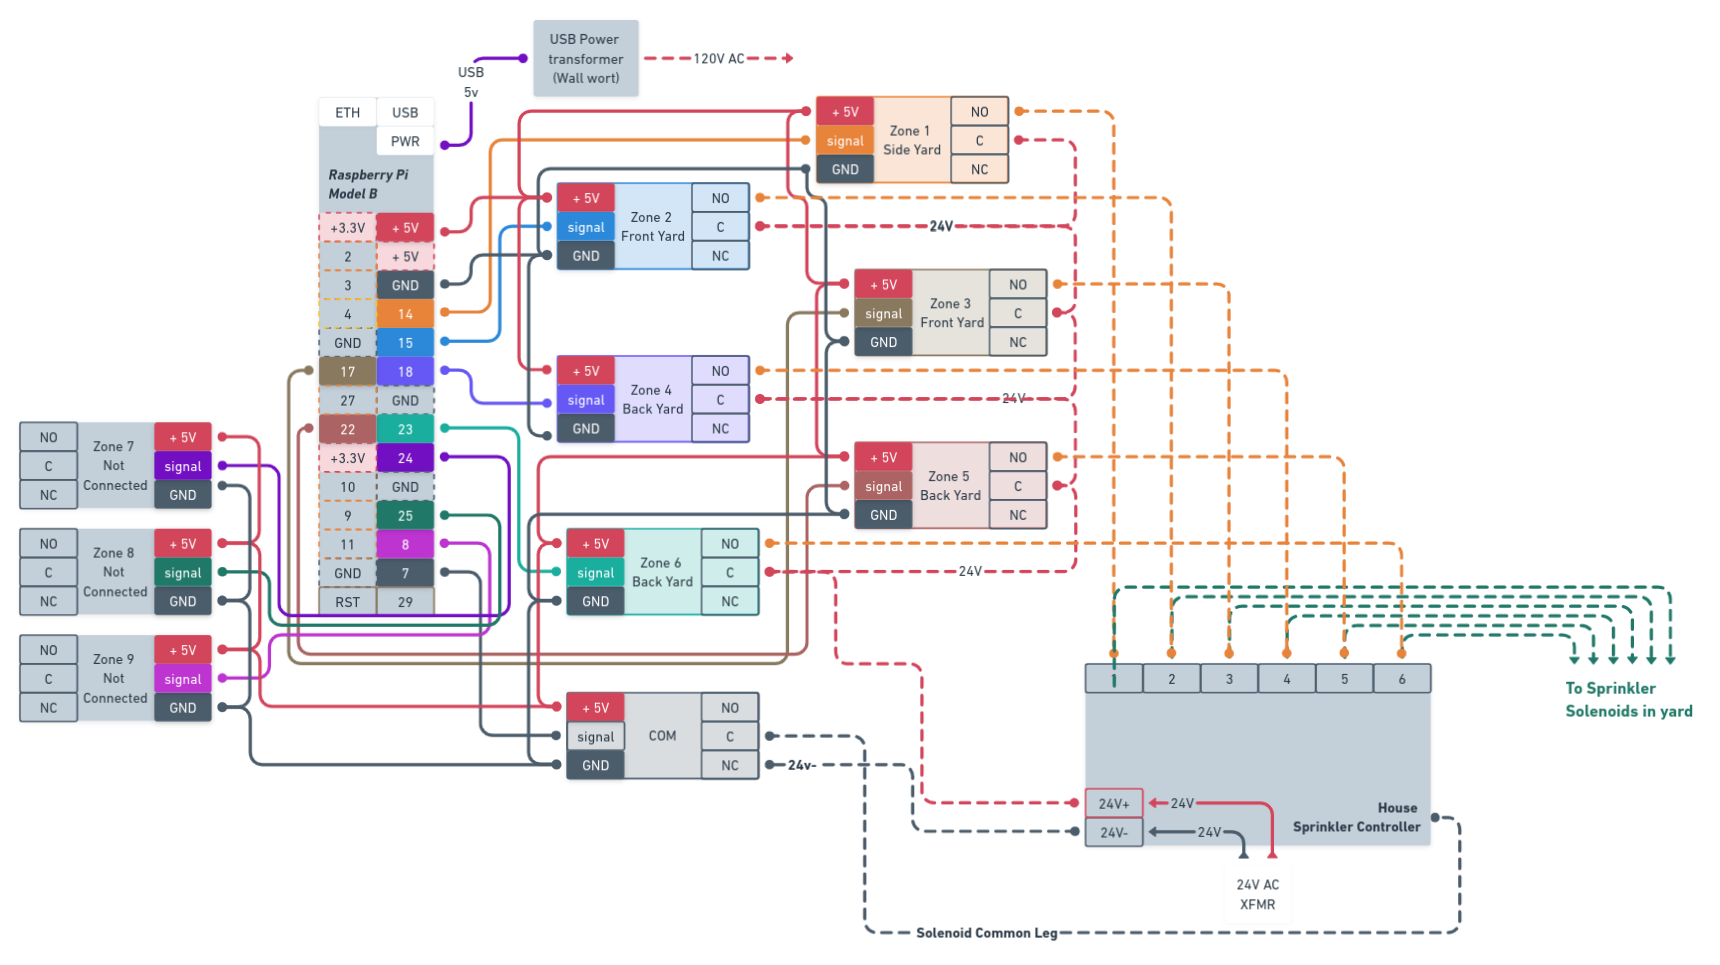 USB Power
transformer
(Wall wort)
120V AC
USB
5v
ETH
USB
PWR
Raspberry Pi
Model B
+3.3V
+ 5V
2
+ 5V
3
GND
4
14
GND
15
17
18
27
GND
22
23
+3.3V
24
10
GND
9
25
11
8
GND
7
RST
29
+ 5V
signal
GND
Zone 1
Side Yard
NO
C
NC
+ 5V
signal
GND
Zone 2
Front Yard
NO
C
NC
24V
+ 5V
signal
GND
Zone 3
Front Yard
NO
C
NC
+ 5V
signal
GND
Zone 4
Back Yard
NO
C
NC
24V
+ 5V
signal
GND
Zone 5
Back Yard
NO
C
NC
+ 5V
signal
GND
Zone 6
Back Yard
NO
C
NC
24V
NO
C
NC
Zone 7
Not
Connected
+ 5V
signal
GND
NO
C
NC
Zone 8
Not
Connected
+ 5V
signal
GND
NO
C
NC
Zone 9
Not
Connected
+ 5V
signal
GND
+ 5V
signal
GND
COM
NO
C
NC
24v-
1
2
3
4
5
6
To Sprinkler
Solenoids in yard
24V+
24V
24V-
24V
House
Sprinkler Controller
24V AC
XFMR
Solenoid Common Leg